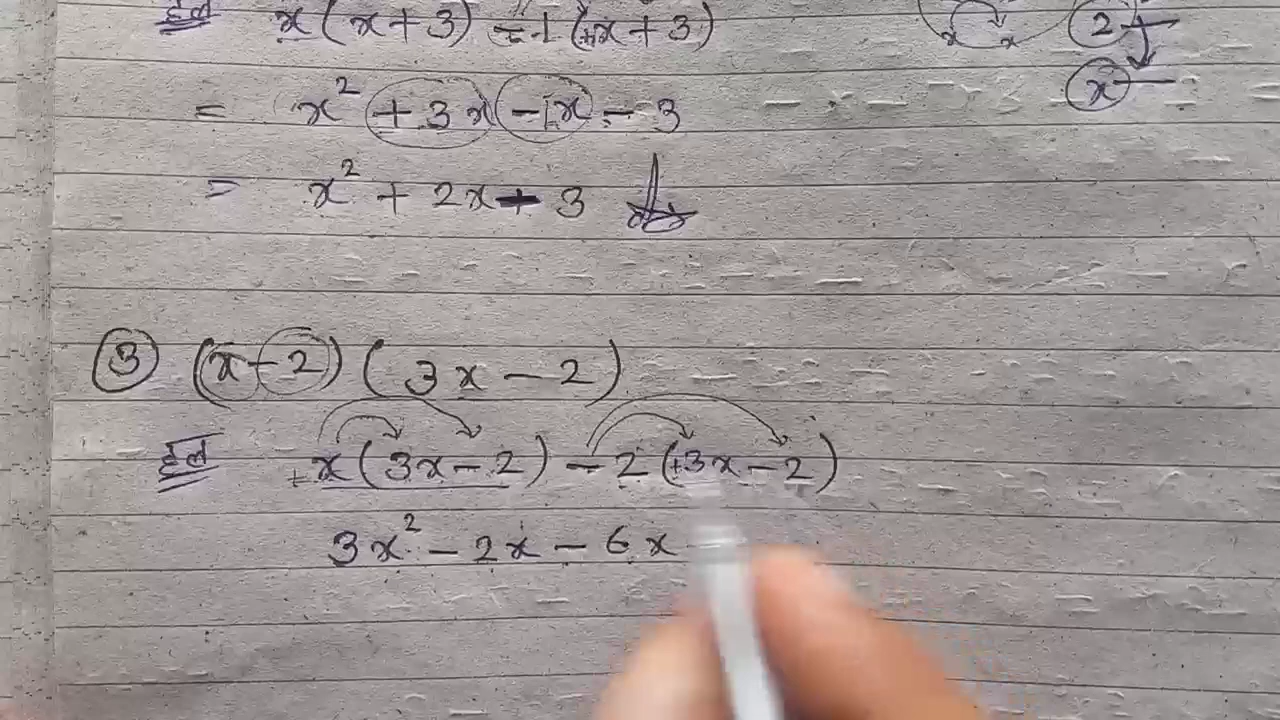 हल x(x+3) -1(+x+3)
2
x
= x² +3x -1x - 3
= x² + 2x - 3
③ (x-2) (3x-2)
हल +x(3x-2) -2(+3x-2)
3x² - 2x - 6x